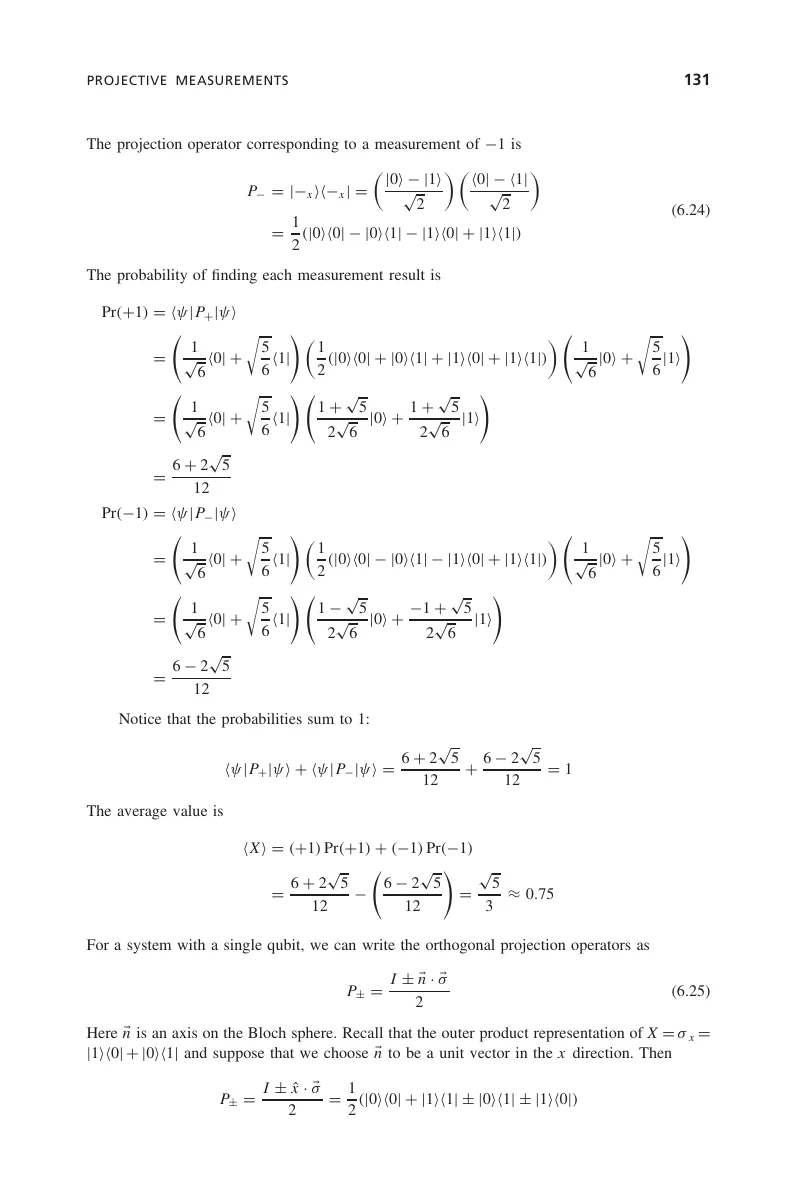 PROJECTIVE MEASUREMENTS 131
The projection operator corresponding to a measurement of −1 is
P₋ = |−ₓ⟩⟨−ₓ| = ( (|0⟩ − |1⟩)/√2 ) ( (⟨0| − ⟨1|)/√2 )
= 1/2 (|0⟩⟨0| − |0⟩⟨1| − |1⟩⟨0| + |1⟩⟨1|) (6.24)
The probability of finding each measurement result is
Pr(+1) = ⟨ψ|P₊|ψ⟩
= ( 1/√6 ⟨0| + √(5/6) ⟨1| ) ( 1/2 (|0⟩⟨0| + |0⟩⟨1| + |1⟩⟨0| + |1⟩⟨1|) ) ( 1/√6 |0⟩ + √(5/6) |1⟩ )
= ( 1/√6 ⟨0| + √(5/6) ⟨1| ) ( (1 + √5)/(2√6) |0⟩ + (1 + √5)/(2√6) |1⟩ )
= (6 + 2√5)/12
Pr(−1) = ⟨ψ|P₋|ψ⟩
= ( 1/√6 ⟨0| + √(5/6) ⟨1| ) ( 1/2 (|0⟩⟨0| − |0⟩⟨1| − |1⟩⟨0| + |1⟩⟨1|) ) ( 1/√6 |0⟩ + √(5/6) |1⟩ )
= ( 1/√6 ⟨0| + √(5/6) ⟨1| ) ( (1 − √5)/(2√6) |0⟩ + (−1 + √5)/(2√6) |1⟩ )
= (6 − 2√5)/12
Notice that the probabilities sum to 1:
⟨ψ|P₊|ψ⟩ + ⟨ψ|P₋|ψ⟩ = (6 + 2√5)/12 + (6 − 2√5)/12 = 1
The average value is
⟨X⟩ = (+1) Pr(+1) + (−1) Pr(−1)
= (6 + 2√5)/12 − ( (6 − 2√5)/12 ) = √5/3 ≈ 0.75
For a system with a single qubit, we can write the orthogonal projection operators as
P± = (I ± n⃗ · σ⃗)/2 (6.25)
Here n⃗ is an axis on the Bloch sphere. Recall that the outer product representation of X = σₓ =
|1⟩⟨0| + |0⟩⟨1| and suppose that we choose n⃗ to be a unit vector in the x direction. Then
P± = (I ± x̂ · σ⃗)/2 = 1/2 (|0⟩⟨0| + |1⟩⟨1| ± |0⟩⟨1| ± |1⟩⟨0|)